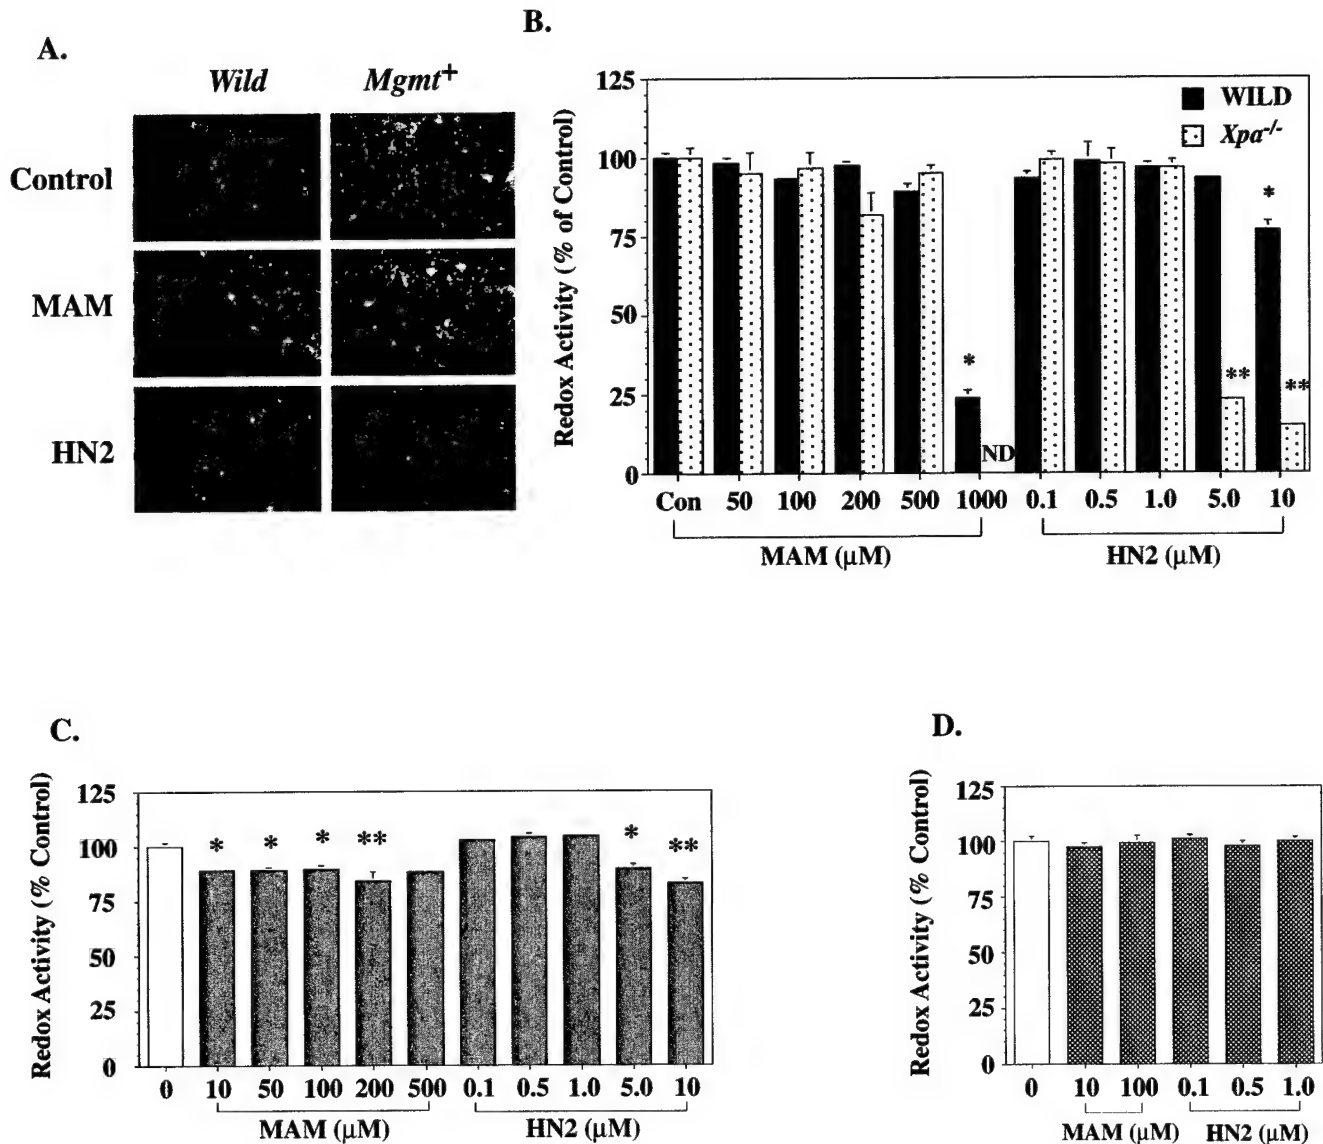 A.
Wild Mgmt+
Control
MAM
HN2
B.
Redox Activity (% of Control)
125
100
75
50
25
0
WILD
Xpa-/-
*
ND
**
*
**
Con 50 100 200 500 1000 0.1 0.5 1.0 5.0 10
MAM (µM) HN2 (µM)
C.
Redox Activity (% Control)
125
100
75
50
25
0
* * * ** * **
0 10 50 100 200 500 0.1 0.5 1.0 5.0 10
MAM (µM) HN2 (µM)
D.
Redox Activity (% Control)
125
100
75
50
25
0
0 10 100 0.1 0.5 1.0
MAM (µM) HN2 (µM)